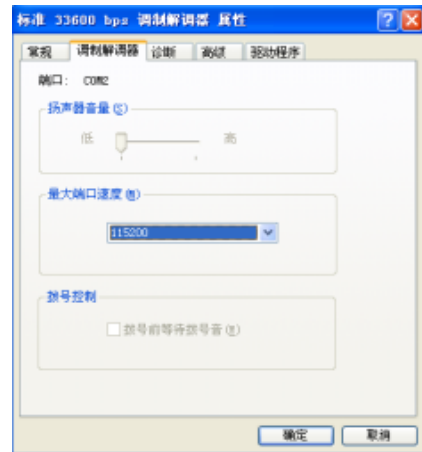 标准 33600 bps 调制解调器 属性
常规 调制解调器 诊断 高级 驱动程序
端口: COM2
扬声器音量(S)
低 高
最大端口速度(M)
115200
拨号控制
拨号前等待拨号音(W)
确定 取消